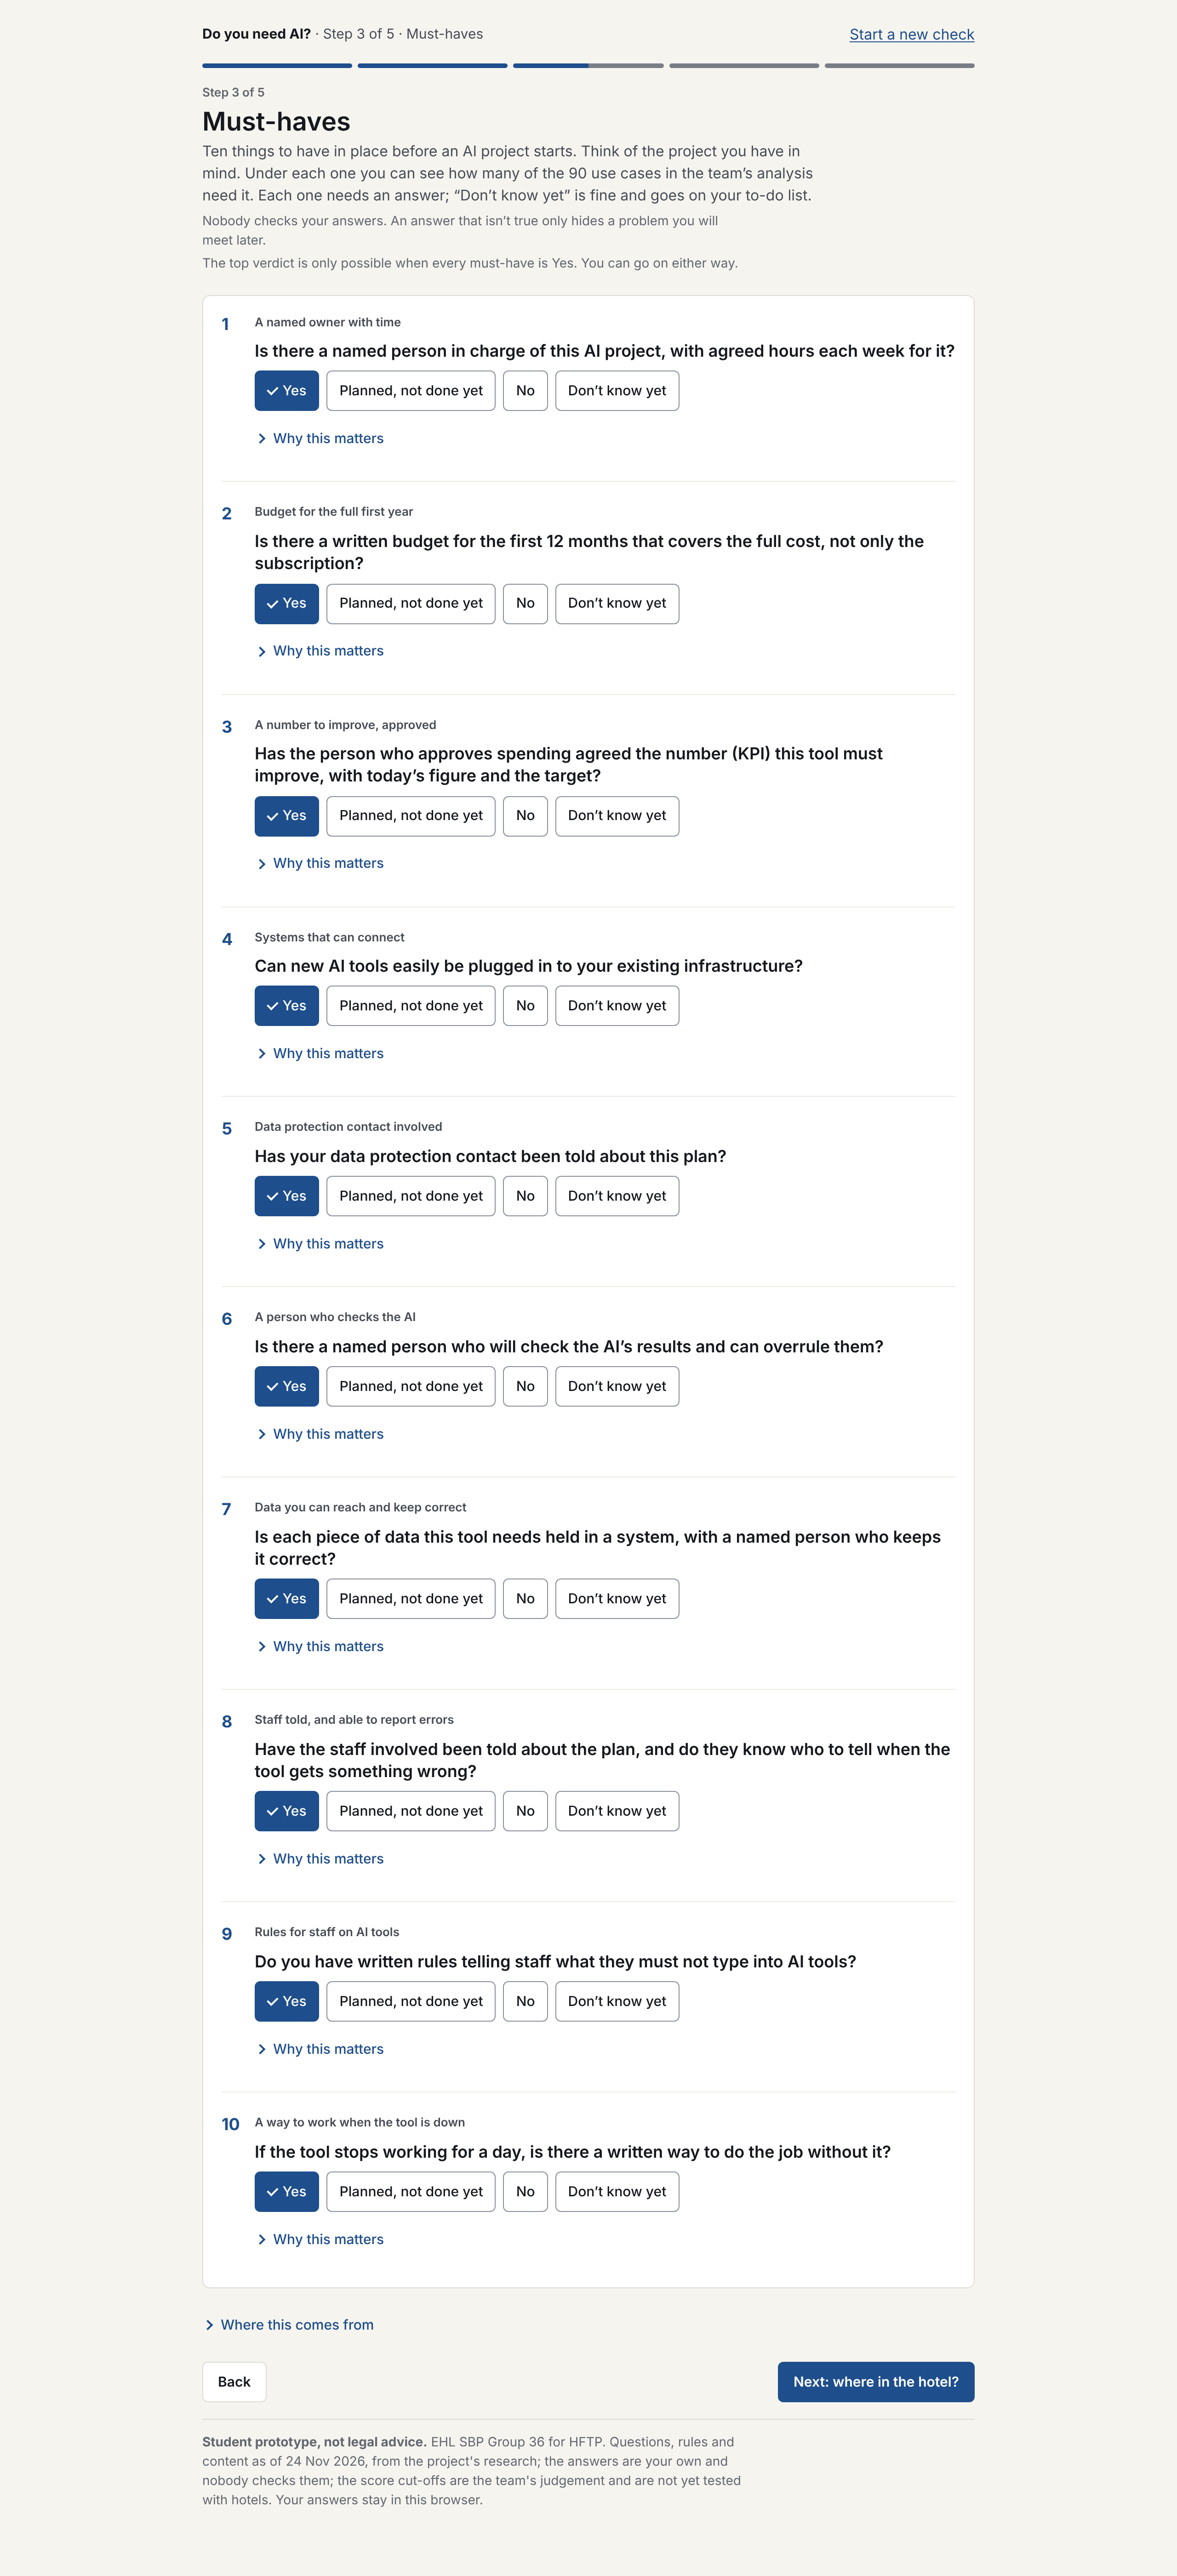 Do you need AI? · Step 3 of 5 · Must-haves
Start a new check
Step 3 of 5
Must-haves
Ten things to have in place before an AI project starts. Think of the project you have in
mind. Under each one you can see how many of the 90 use cases in the team’s analysis
need it. Each one needs an answer; “Don’t know yet” is fine and goes on your to-do list.
Nobody checks your answers. An answer that isn’t true only hides a problem you will
meet later.
The top verdict is only possible when every must-have is Yes. You can go on either way.
1 A named owner with time
Is there a named person in charge of this AI project, with agreed hours each week for it?
Yes Planned, not done yet No Don’t know yet
Why this matters
2 Budget for the full first year
Is there a written budget for the first 12 months that covers the full cost, not only the
subscription?
Yes Planned, not done yet No Don’t know yet
Why this matters
3 A number to improve, approved
Has the person who approves spending agreed the number (KPI) this tool must
improve, with today’s figure and the target?
Yes Planned, not done yet No Don’t know yet
Why this matters
4 Systems that can connect
Can new AI tools easily be plugged in to your existing infrastructure?
Yes Planned, not done yet No Don’t know yet
Why this matters
5 Data protection contact involved
Has your data protection contact been told about this plan?
Yes Planned, not done yet No Don’t know yet
Why this matters
6 A person who checks the AI
Is there a named person who will check the AI’s results and can overrule them?
Yes Planned, not done yet No Don’t know yet
Why this matters
7 Data you can reach and keep correct
Is each piece of data this tool needs held in a system, with a named person who keeps
it correct?
Yes Planned, not done yet No Don’t know yet
Why this matters
8 Staff told, and able to report errors
Have the staff involved been told about the plan, and do they know who to tell when the
tool gets something wrong?
Yes Planned, not done yet No Don’t know yet
Why this matters
9 Rules for staff on AI tools
Do you have written rules telling staff what they must not type into AI tools?
Yes Planned, not done yet No Don’t know yet
Why this matters
10 A way to work when the tool is down
If the tool stops working for a day, is there a written way to do the job without it?
Yes Planned, not done yet No Don’t know yet
Why this matters
Where this comes from
Back
Next: where in the hotel?
Student prototype, not legal advice. EHL SBP Group 36 for HFTP. Questions, rules and
content as of 24 Nov 2026, from the project's research; the answers are your own and
nobody checks them; the score cut-offs are the team's judgement and are not yet tested
with hotels. Your answers stay in this browser.